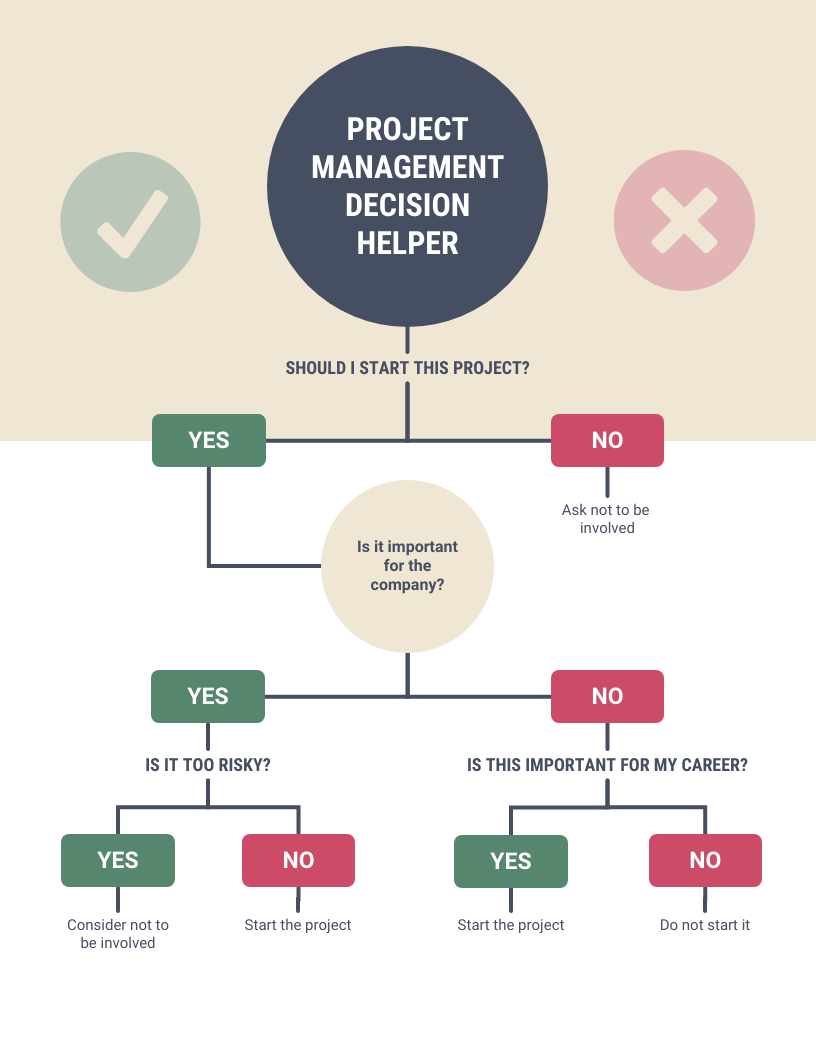 PROJECT
MANAGEMENT
DECISION
HELPER
SHOULD I START THIS PROJECT?
YES
NO
Ask not to be
involved
Is it important
for the
company?
YES
NO
IS IT TOO RISKY?
IS THIS IMPORTANT FOR MY CAREER?
YES
NO
YES
NO
Consider not to
be involved
Start the project
Start the project
Do not start it